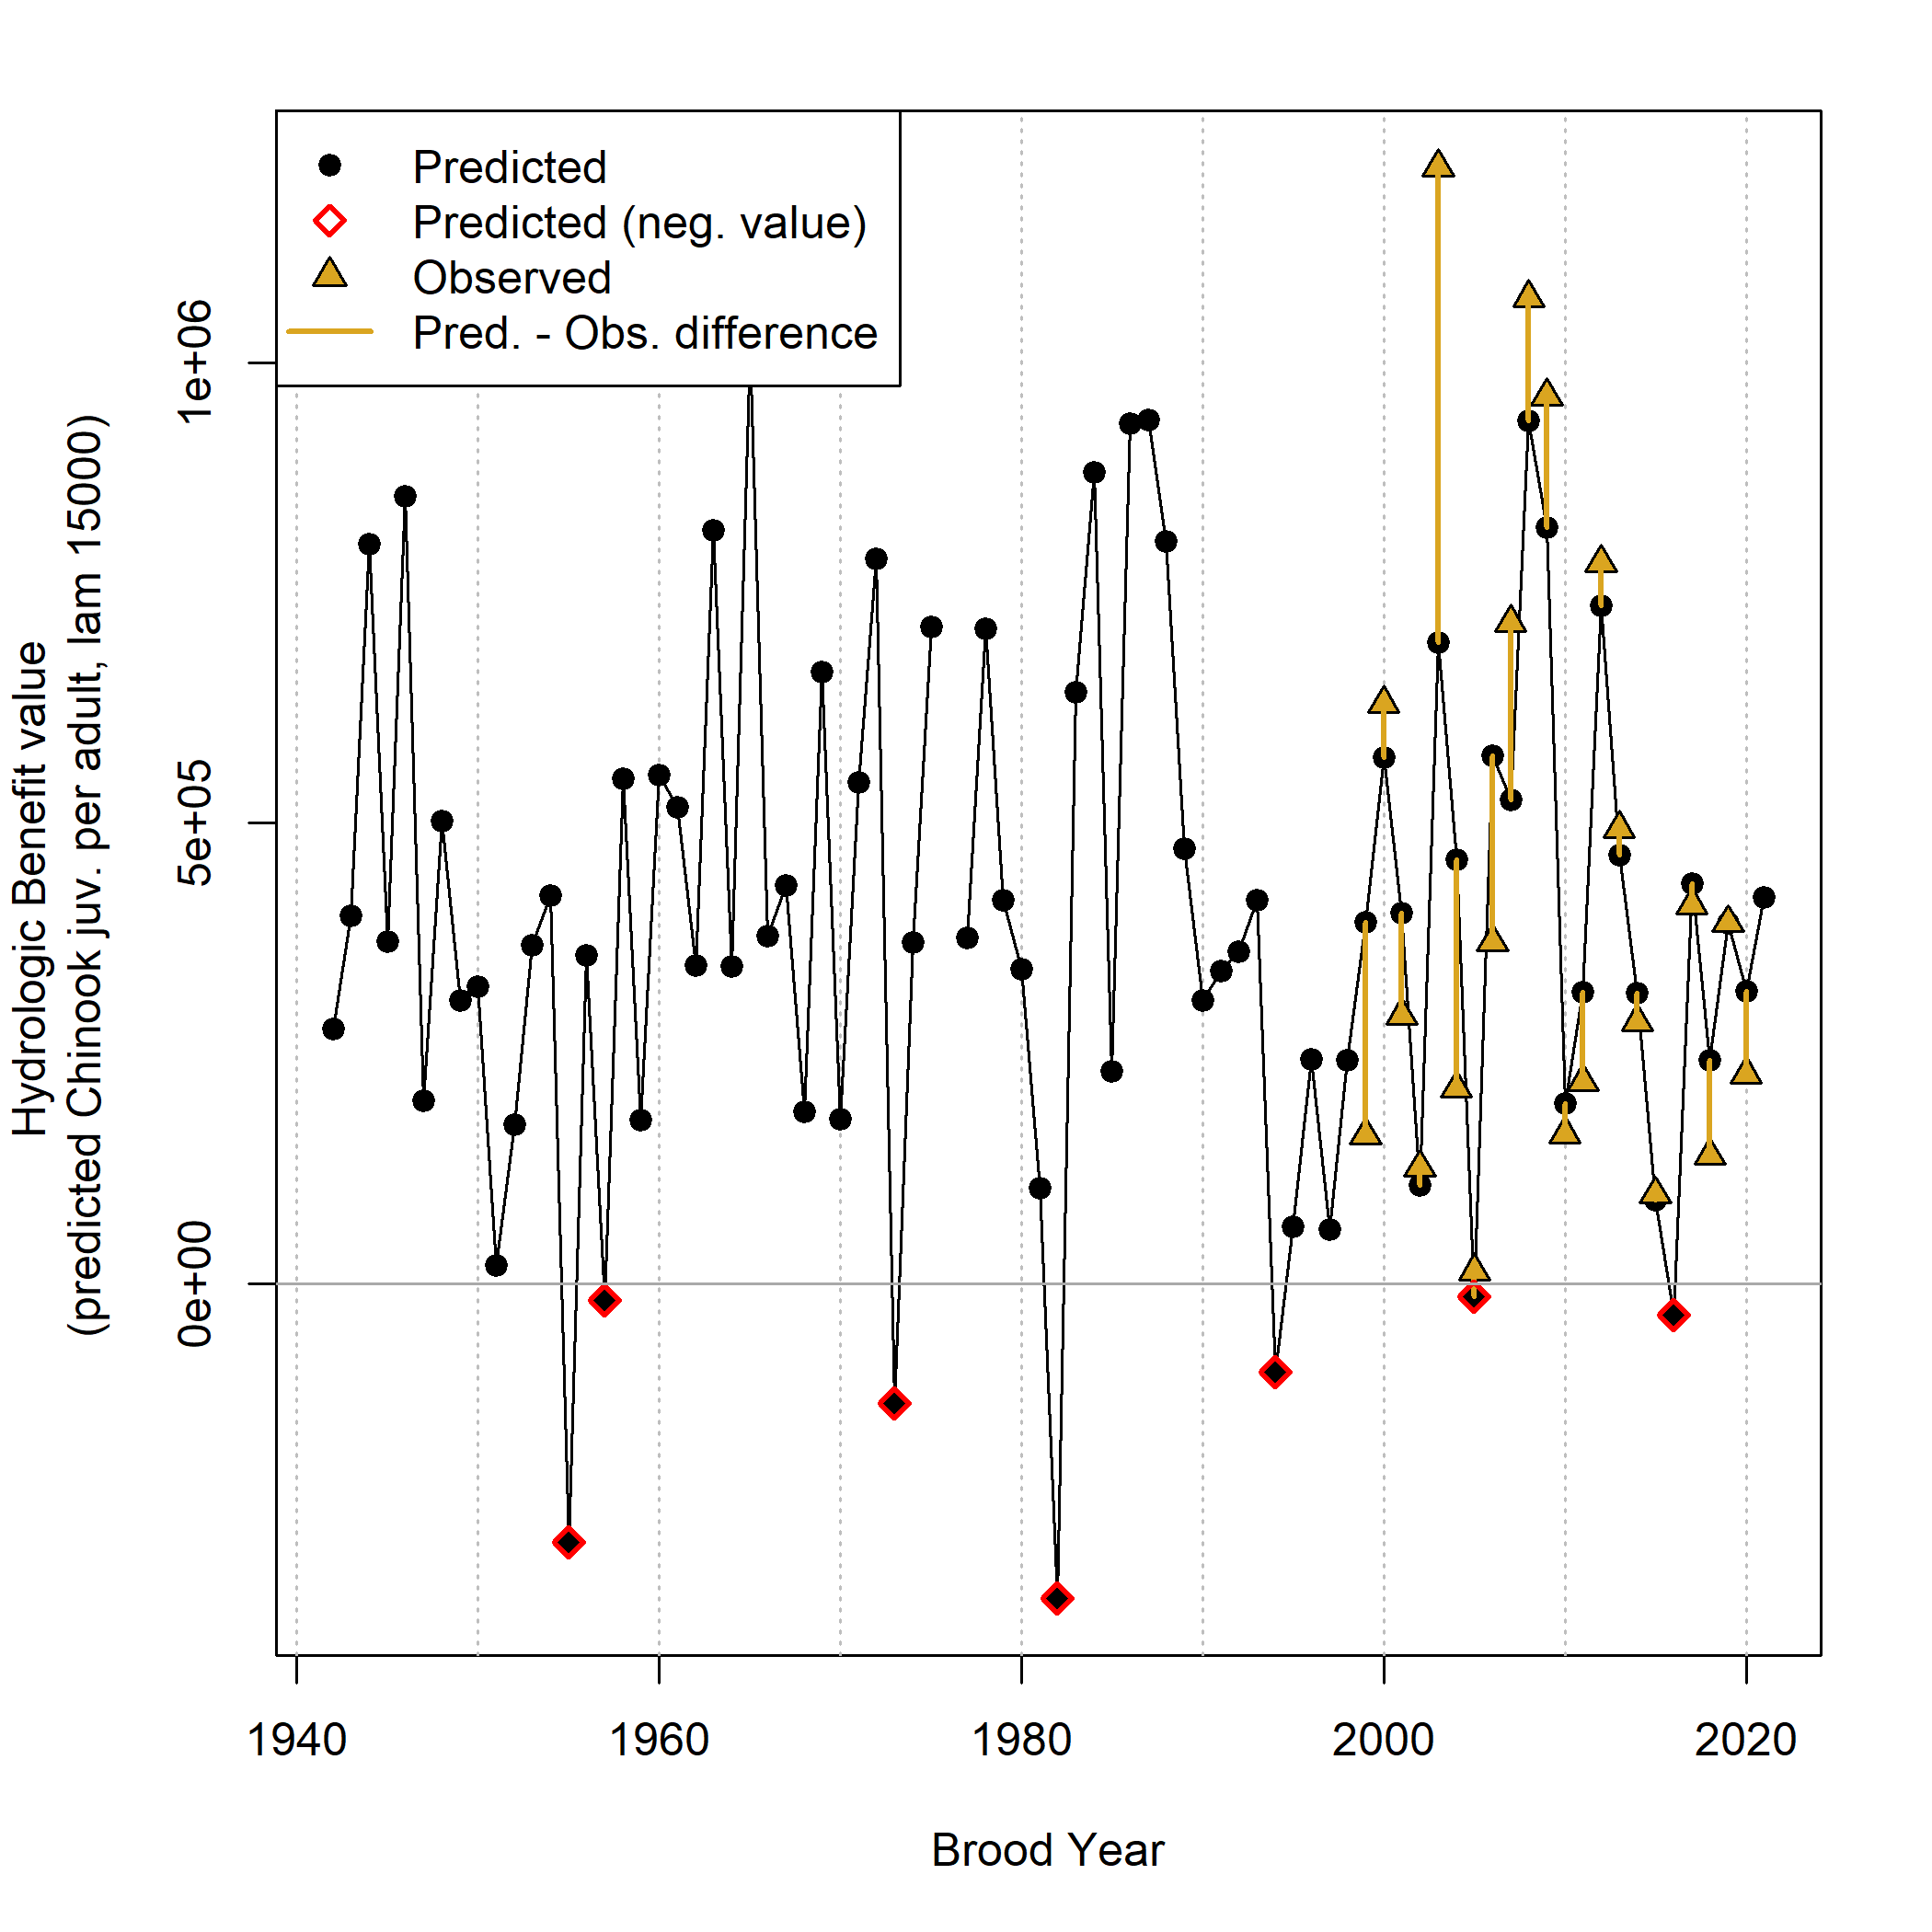 Predicted
Predicted (neg. value)
Observed
Pred. - Obs. difference
Hydrologic Benefit value
(predicted Chinook juv. per adult, lam 15000)
1e+06
5e+05
0e+00
1940 1960 1980 2000 2020
Brood Year